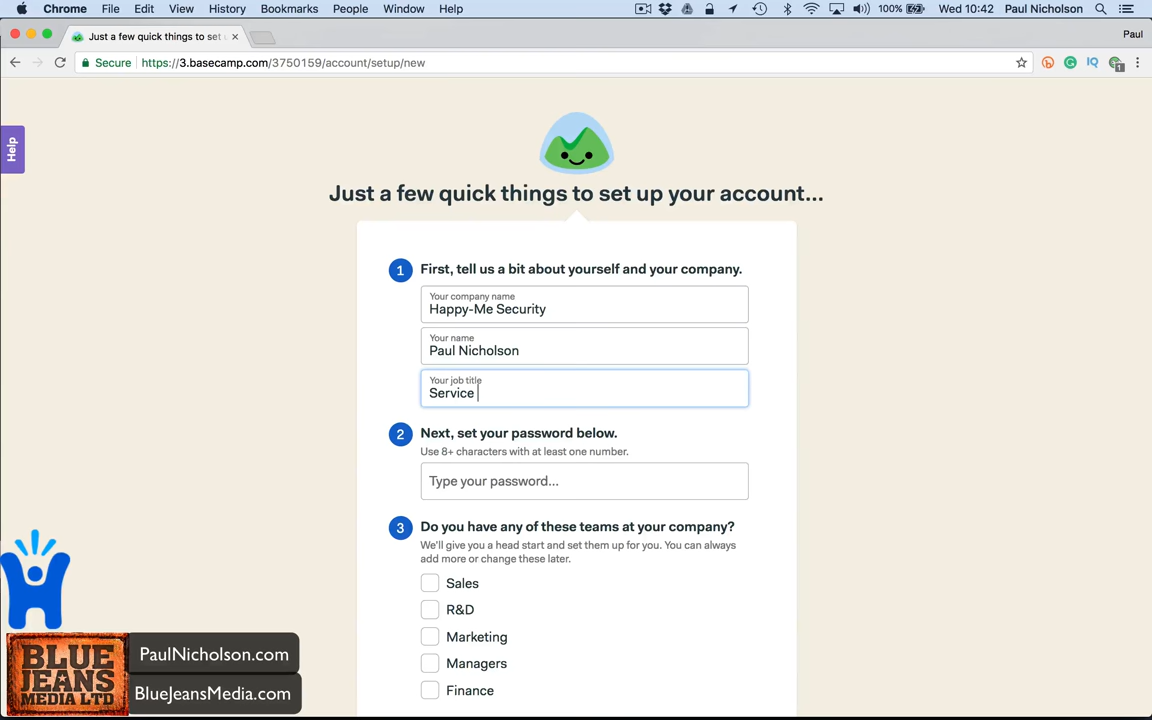 Chrome File Edit View History Bookmarks People Window Help 100% Wed 10:42 Paul Nicholson
Just a few quick things to set u Paul
Secure https://3.basecamp.com/3750159/account/setup/new
Help
Just a few quick things to set up your account...
1 First, tell us a bit about yourself and your company.
Your company name
Happy-Me Security
Your name
Paul Nicholson
Your job title
Service
2 Next, set your password below.
Use 8+ characters with at least one number.
Type your password...
3 Do you have any of these teams at your company?
We'll give you a head start and set them up for you. You can always
add more or change these later.
Sales
R&D
Marketing
Managers
Finance
BLUE
JEANS
MEDIA LTD
PaulNicholson.com
BlueJeansMedia.com